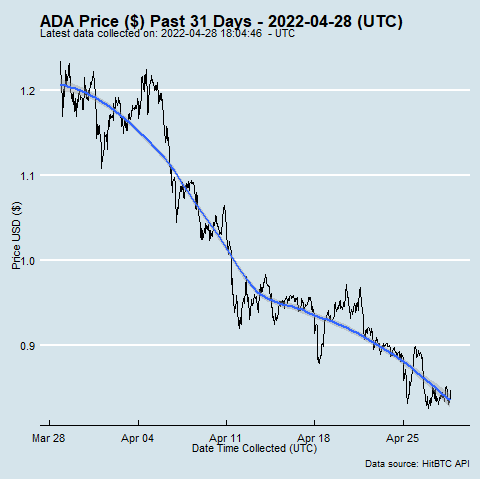 ADA Price ($) Past 31 Days - 2022-04-28 (UTC)
Latest data collected on: 2022-04-28 18:04:46 - UTC
1.2
1.1
1.0
0.9
Price USD ($)
Mar 28 Apr 04 Apr 11 Apr 18 Apr 25
Date Time Collected (UTC)
Data source: HitBTC API